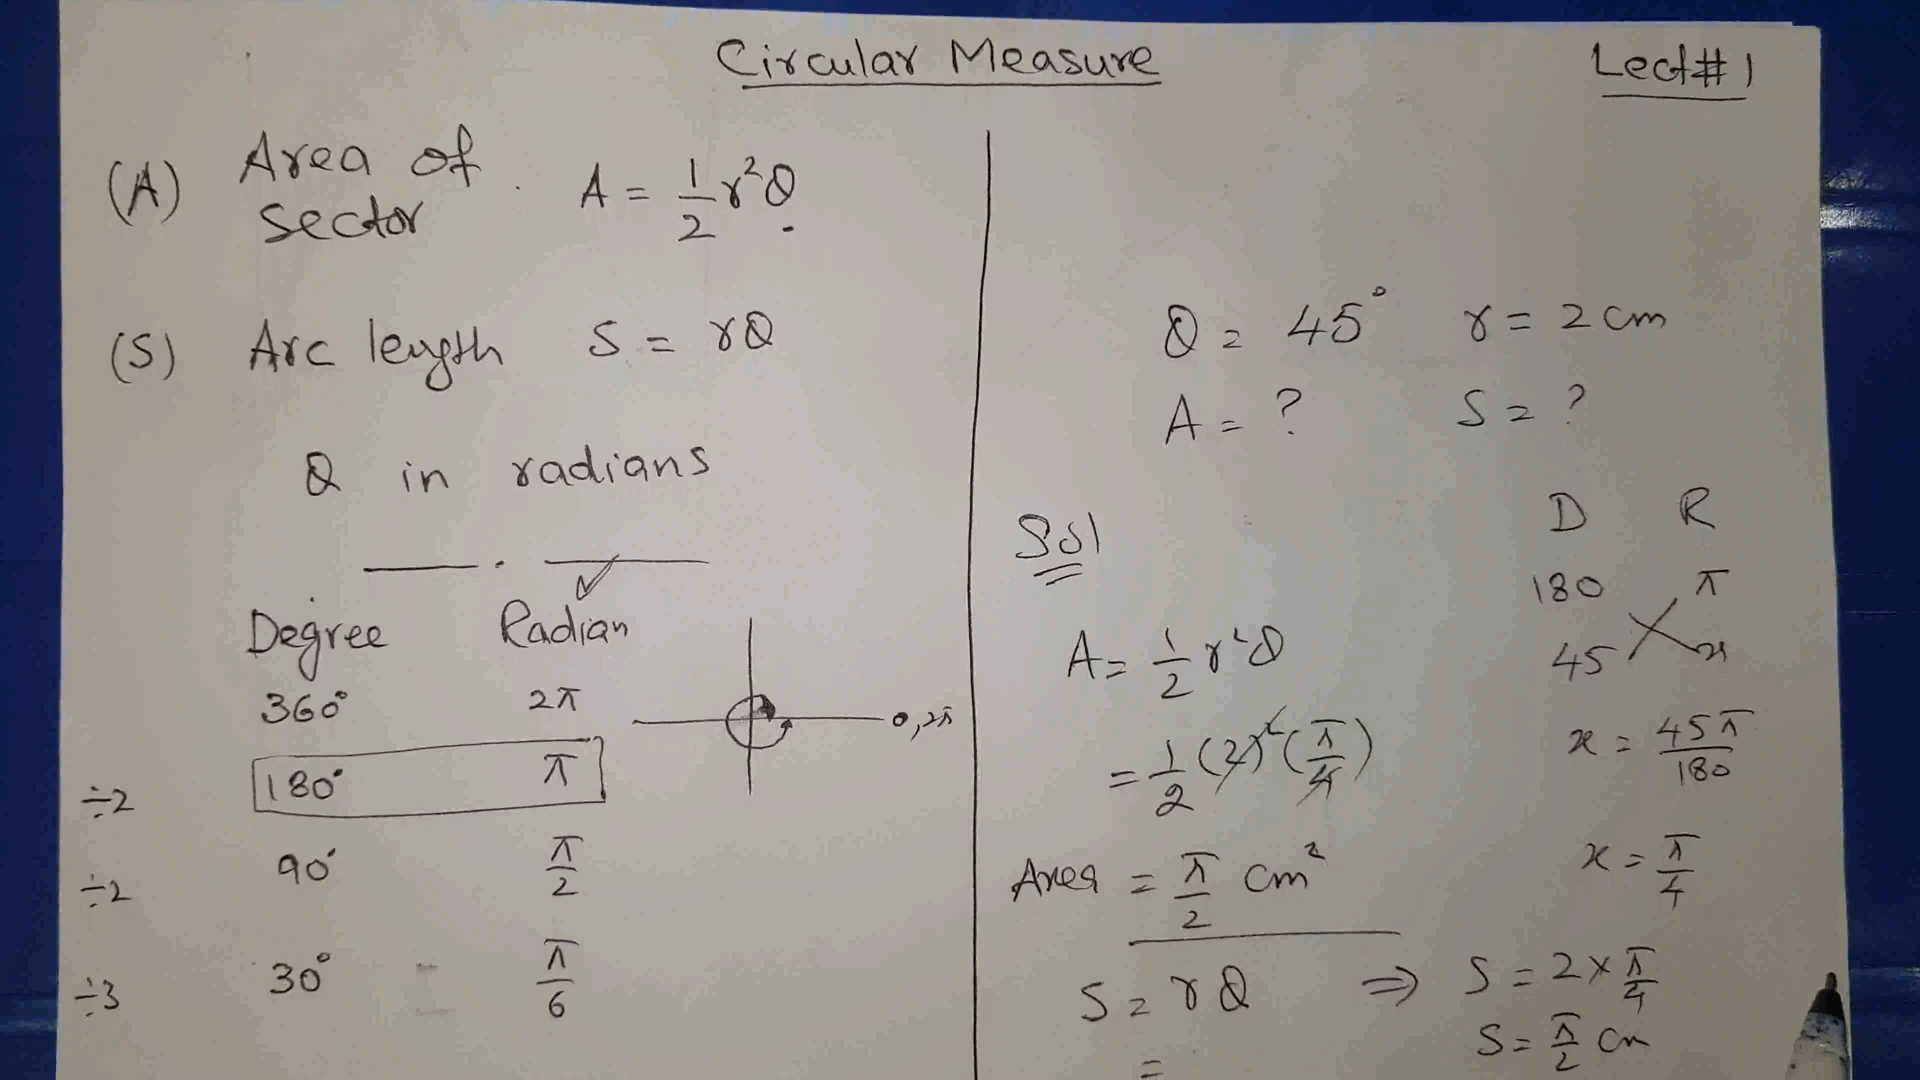 Circular Measure
Lect# 1
(A) Area of sector A = 1/2 r²θ
(S) Arc length S = rθ
θ in radians
Degree Radian
360° 2π
0,2π
÷2 180° π
÷2 90° π/2
÷3 30° π/6
θ = 45° r = 2 cm
A = ? S = ?
Sol
D R
180 π
45 x
A = 1/2 r²θ
x = 45π/180
= 1/2 (2)² (π/4)
x = π/4
Area = π/2 cm²
S = rθ ⇒ S = 2 × π/4
= S = π/2 cm